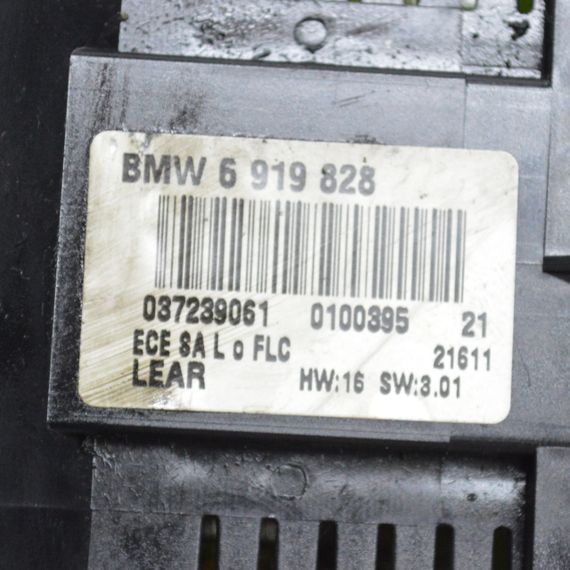 BMW 6 919 828
037239061 0100395 21
ECE SA L o FLC 21611
LEAR HW:16 SW:3.01